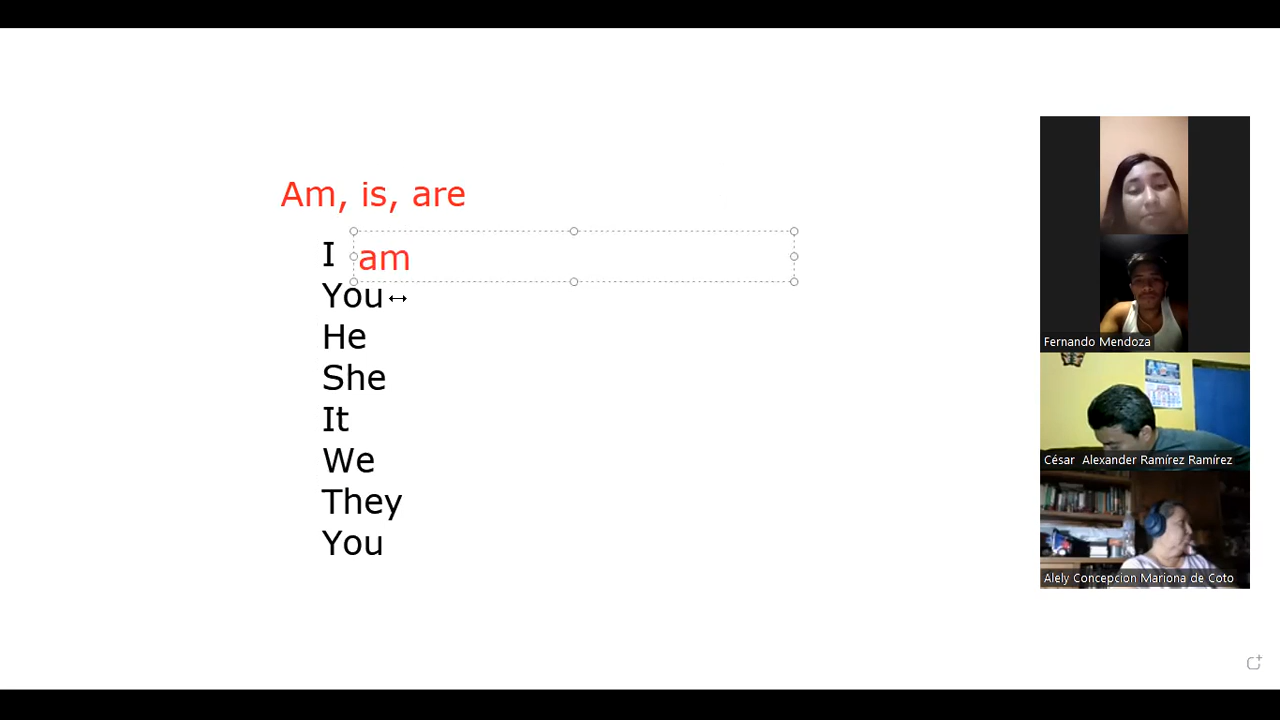 Am, is, are
I am
You
He
She
It
We
They
You
Fernando Mendoza
César Alexander Ramírez Ramírez
Alely Concepcion Mariona de Coto